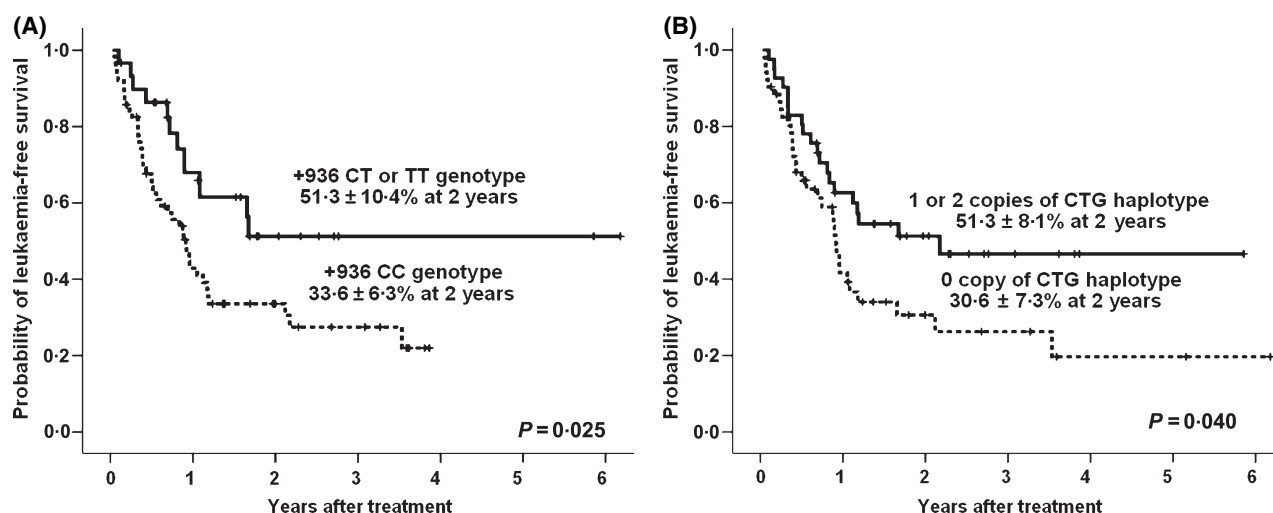 (A)
Probability of leukaemia-free survival
1·0
0·8
0·6
0·4
0·2
0·0
+936 CT or TT genotype
51·3 ± 10·4% at 2 years
+936 CC genotype
33·6 ± 6·3% at 2 years
P = 0·025
0 1 2 3 4 5 6
Years after treatment
(B)
Probability of leukaemia-free survival
1·0
0·8
0·6
0·4
0·2
0·0
1 or 2 copies of CTG haplotype
51·3 ± 8·1% at 2 years
0 copy of CTG haplotype
30·6 ± 7·3% at 2 years
P = 0·040
0 1 2 3 4 5 6
Years after treatment